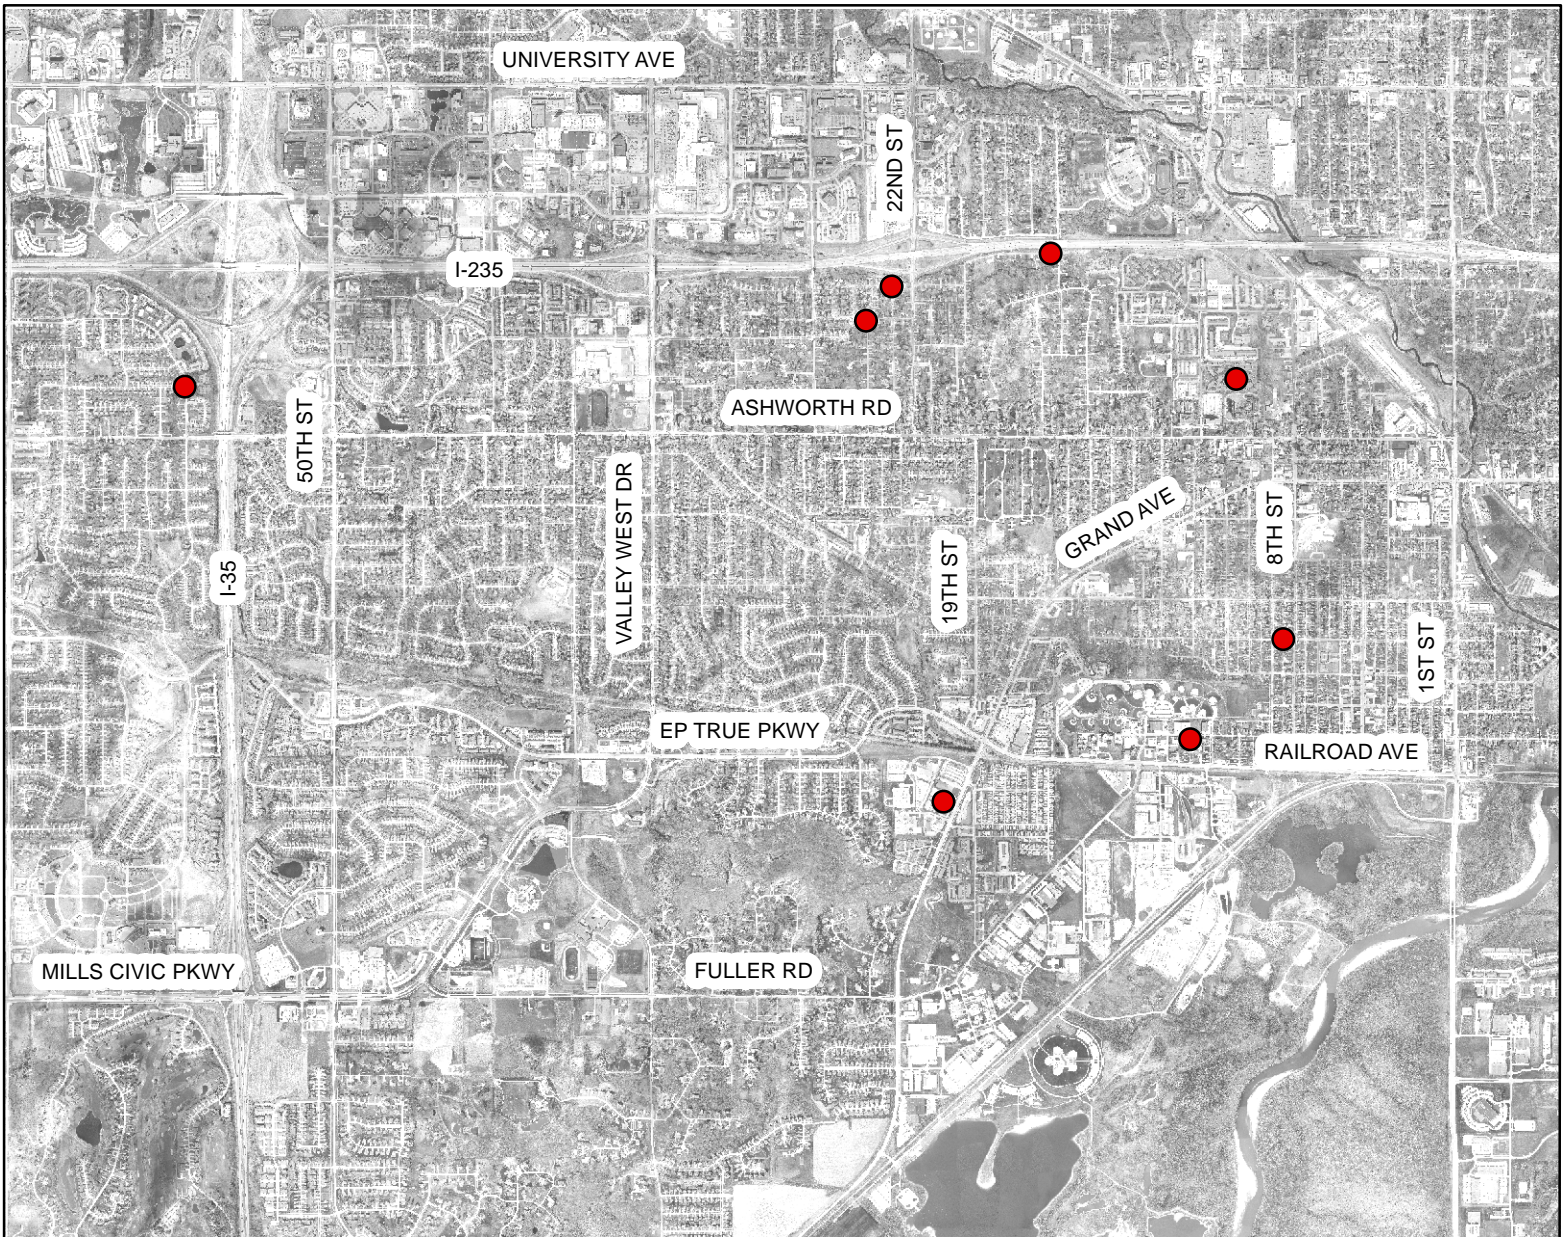 UNIVERSITY AVE
22ND ST
I-235
ASHWORTH RD
50TH ST
VALLEY WEST DR
GRAND AVE
8TH ST
19TH ST
I-35
1ST ST
EP TRUE PKWY
RAILROAD AVE
MILLS CIVIC PKWY
FULLER RD